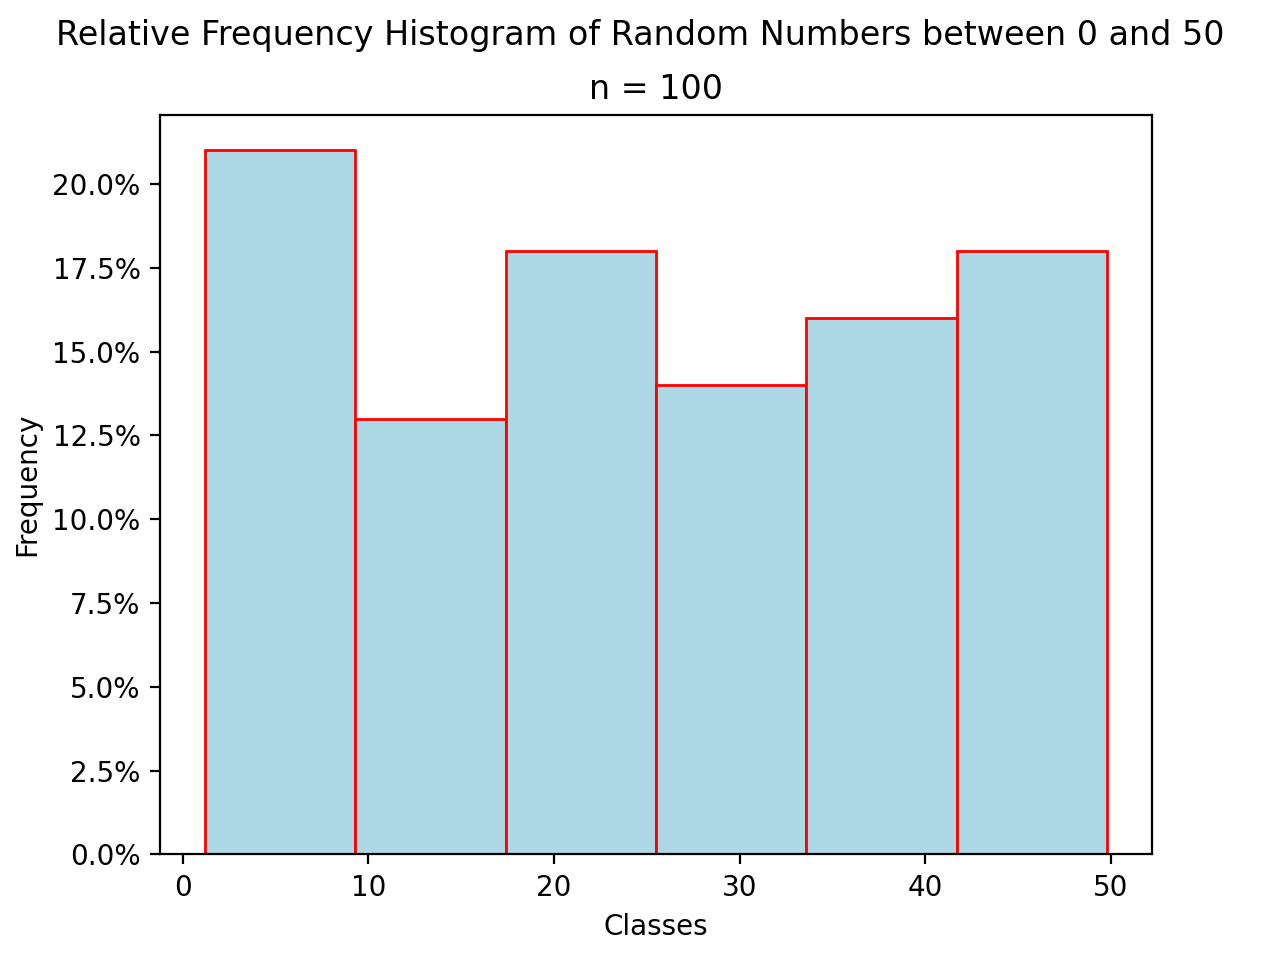 Relative Frequency Histogram of Random Numbers between 0 and 50
n = 100
20.0%
17.5%
15.0%
12.5%
10.0%
7.5%
5.0%
2.5%
0.0%
Frequency
0 10 20 30 40 50
Classes